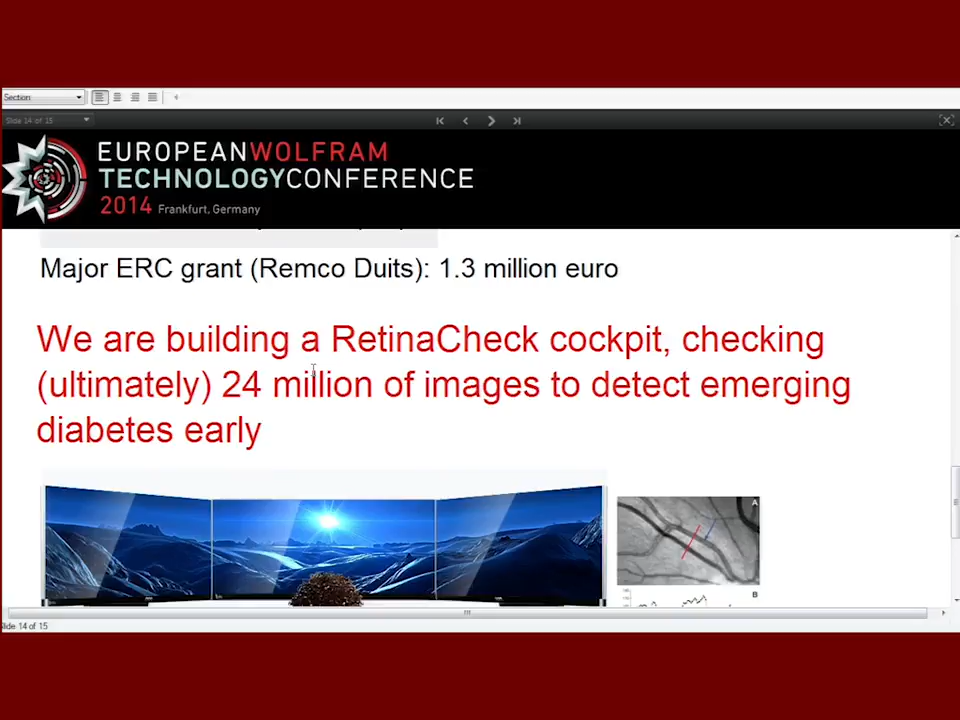 Section
Slide 14 of 15
EUROPEANWOLFRAM
TECHNOLOGYCONFERENCE
2014 Frankfurt, Germany
Major ERC grant (Remco Duits): 1.3 million euro
We are building a RetinaCheck cockpit, checking
(ultimately) 24 million of images to detect emerging
diabetes early
A
B
Slide 14 of 15